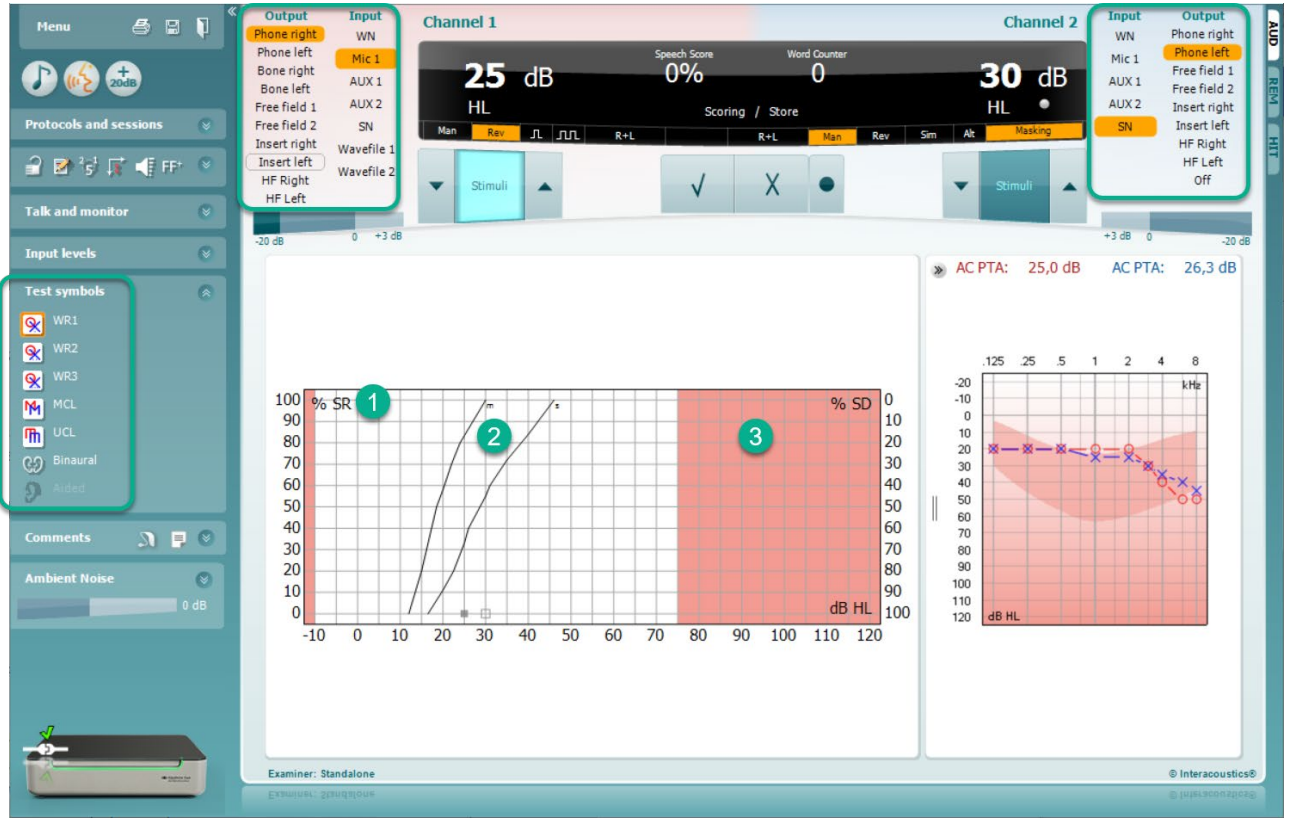 Menu
20dB
Protocols and sessions
FF+
Talk and monitor
Input levels
Test symbols
WR1
WR2
WR3
MCL
UCL
Binaural
Aided
Comments
Ambient Noise
0 dB
Output Input
Phone right WN
Phone left Mic 1
Bone right AUX 1
Bone left
Free field 1 AUX 2
Free field 2 SN
Insert right Wavefile 1
Insert left Wavefile 2
HF Right
HF Left
-20 dB 0 +3 dB
Channel 1
Channel 2
Speech Score Word Counter
25 dB 0% 0 30 dB
HL Scoring / Store HL
Man Rev R+L R+L Man Rev Sim Alt Masking
Stimuli
√ X
Stimuli
Input Output
WN Phone right
Mic 1 Phone left
AUX 1 Free field 1
AUX 2 Free field 2
Insert right
SN Insert left
HF Right
HF Left
Off
+3 dB 0 -20 dB
AUD
REM
HIT
AC PTA: 25,0 dB AC PTA: 26,3 dB
100 % SR 1 m s % SD 0
90 2 3 10
80 20
70 30
60 40
50 50
40 60
30 70
20 80
10 90
0 dB HL 100
-10 0 10 20 30 40 50 60 70 80 90 100 110 120
.125 .25 .5 1 2 4 8
kHz
-20
-10
0
10
20
30
40
50
60
70
80
90
100
110
120 dB HL
Examiner: Standalone
© Interacoustics®